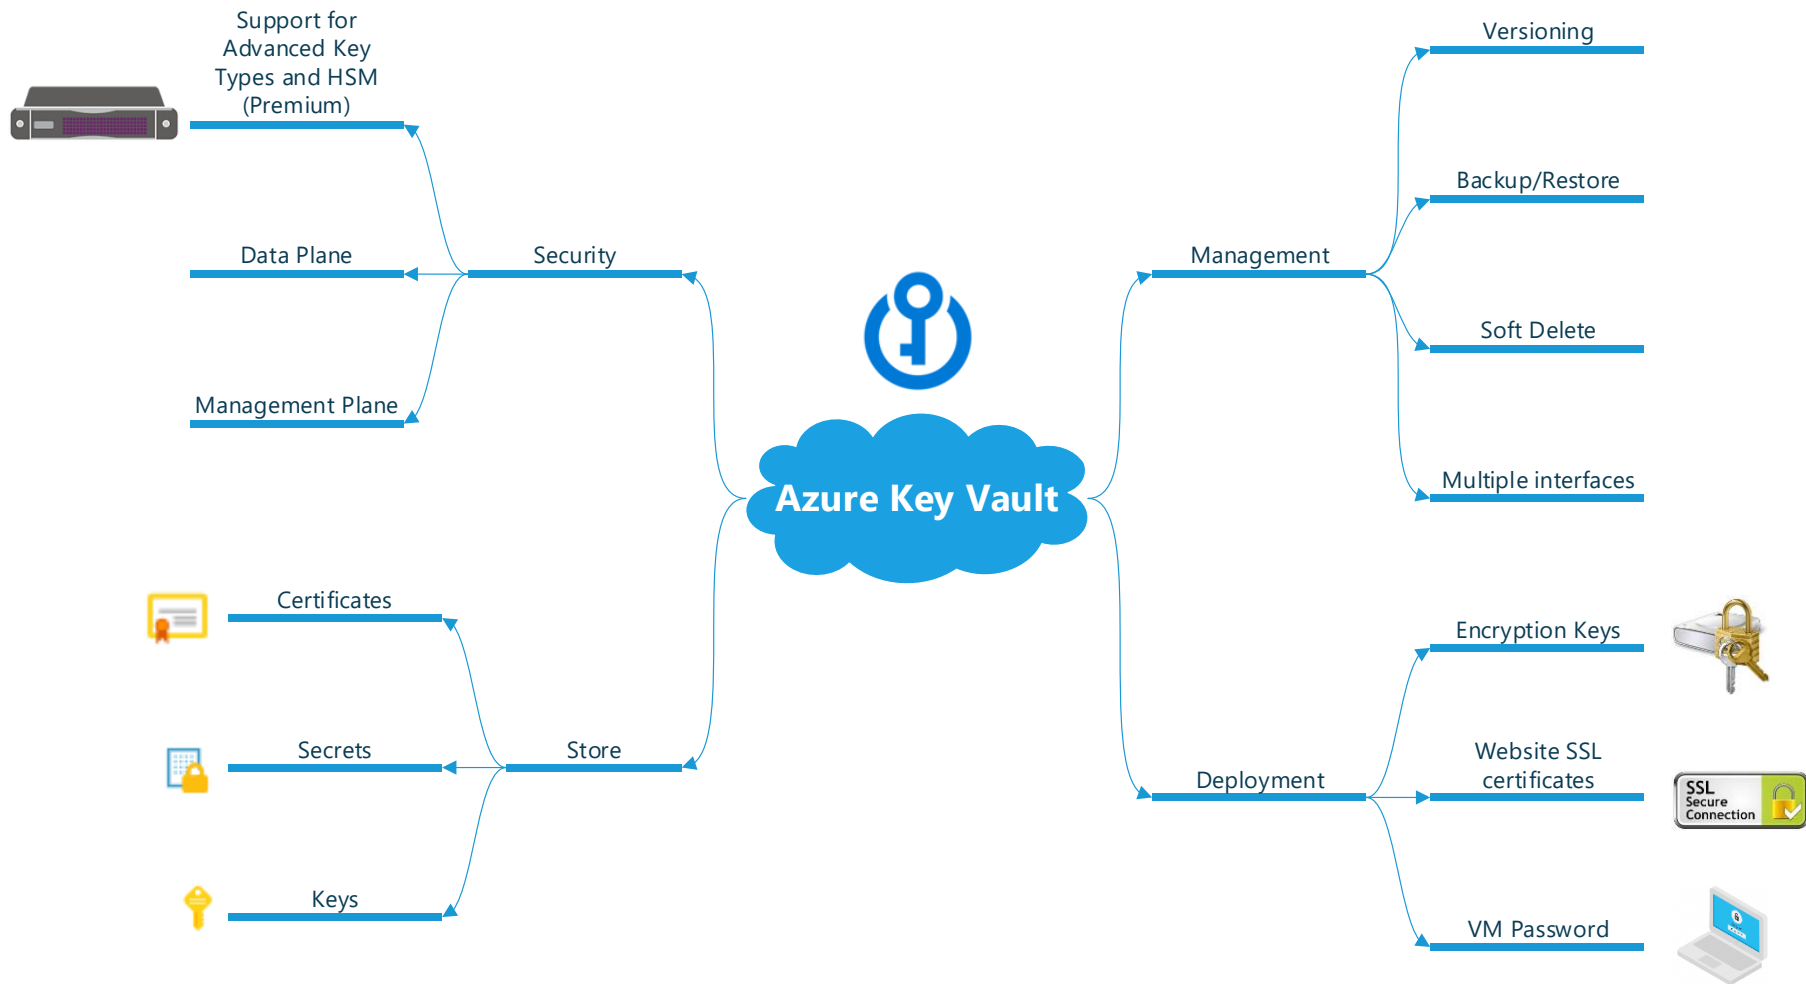 Support for
Advanced Key
Types and HSM
(Premium)
Data Plane
Security
Management Plane
Certificates
Secrets
Store
Keys
Azure Key Vault
Versioning
Backup/Restore
Management
Soft Delete
Multiple interfaces
Encryption Keys
Website SSL
certificates
Deployment
SSL
Secure
Connection
VM Password